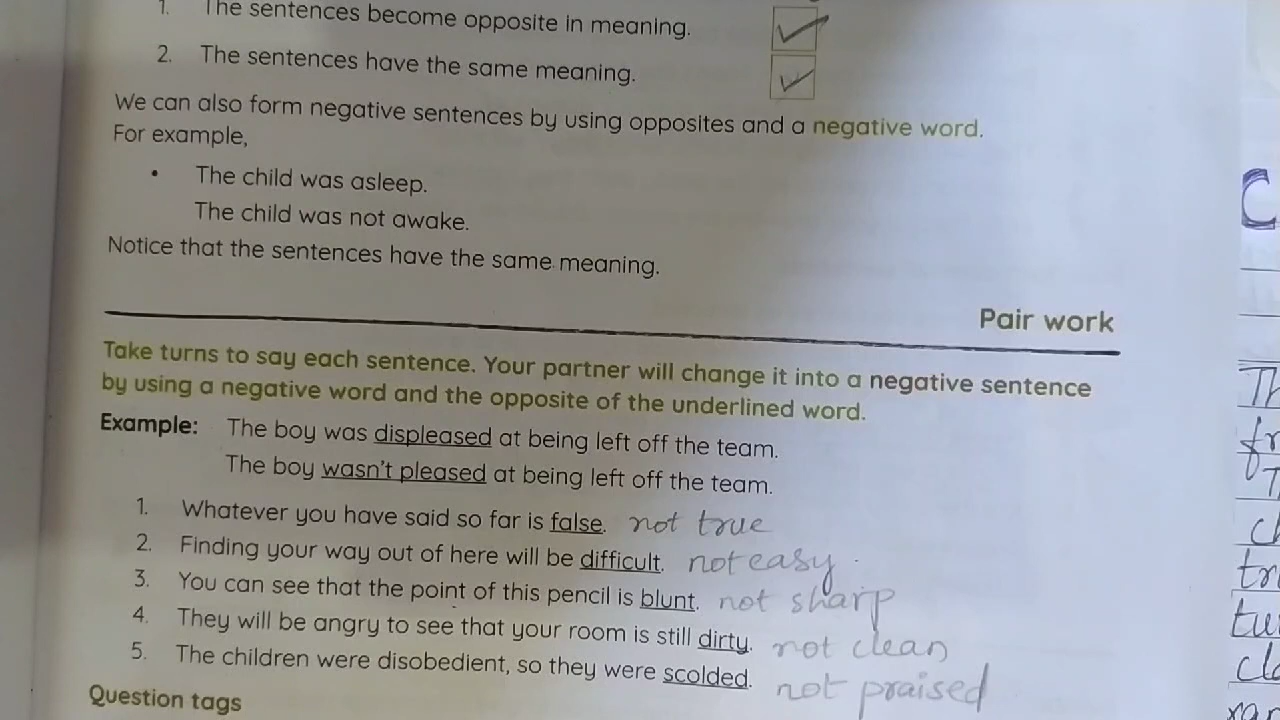 1. The sentences become opposite in meaning.
2. The sentences have the same meaning.
We can also form negative sentences by using opposites and a negative word.
For example,
• The child was asleep.
The child was not awake.
Notice that the sentences have the same meaning.
Pair work
Take turns to say each sentence. Your partner will change it into a negative sentence
by using a negative word and the opposite of the underlined word.
Example: The boy was displeased at being left off the team.
The boy wasn't pleased at being left off the team.
1. Whatever you have said so far is false. not true
2. Finding your way out of here will be difficult. not easy
3. You can see that the point of this pencil is blunt. not sharp
4. They will be angry to see that your room is still dirty. not clean
5. The children were disobedient, so they were scolded. not praised
Question tags